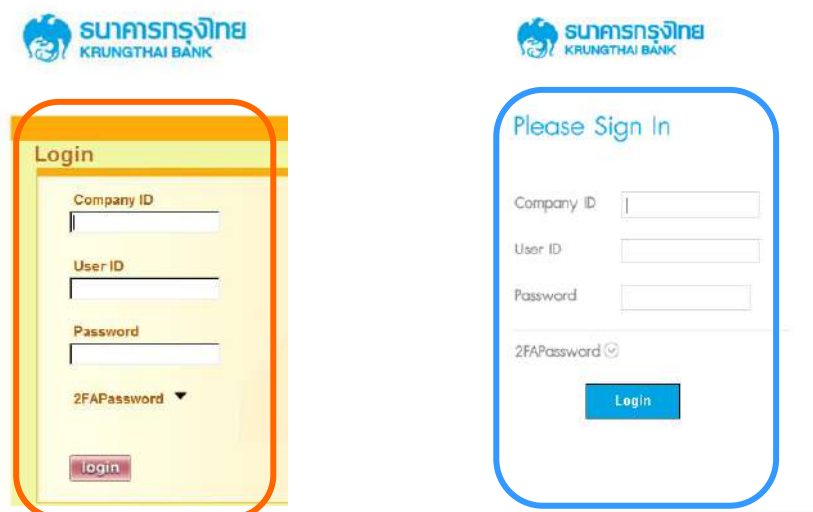 ธนาคารกรุงไทย
KRUNGTHAI BANK
Login
Company ID
User ID
Password
2FAPassword
login
ธนาคารกรุงไทย
KRUNGTHAI BANK
Please Sign In
Company ID
User ID
Password
2FAPassword
Login